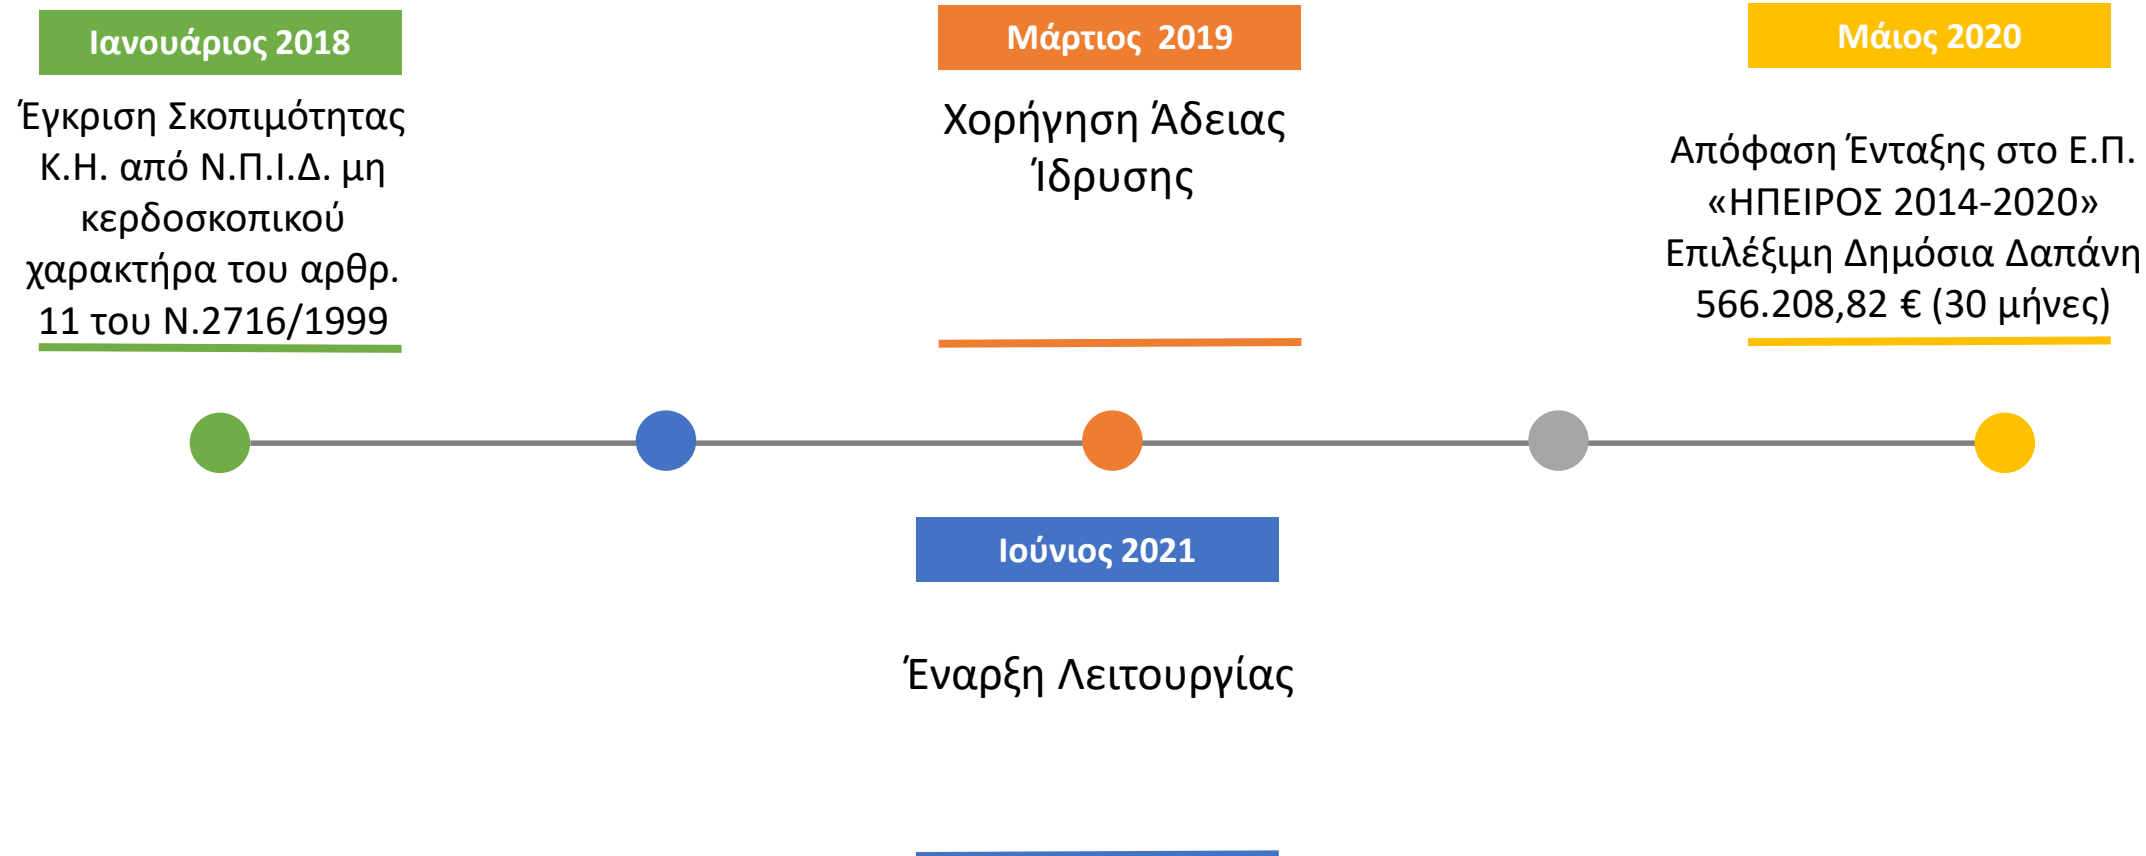 Ιανουάριος 2018
Έγκριση Σκοπιμότητας
Κ.Η. από Ν.Π.Ι.Δ. μη
κερδοσκοπικού
χαρακτήρα του αρθρ.
11 του Ν.2716/1999
Μάρτιος 2019
Χορήγηση Άδειας
Ίδρυσης
Μάιος 2020
Απόφαση Ένταξης στο Ε.Π.
«ΗΠΕΙΡΟΣ 2014-2020»
Επιλέξιμη Δημόσια Δαπάνη
566.208,82 € (30 μήνες)
Ιούνιος 2021
Έναρξη Λειτουργίας